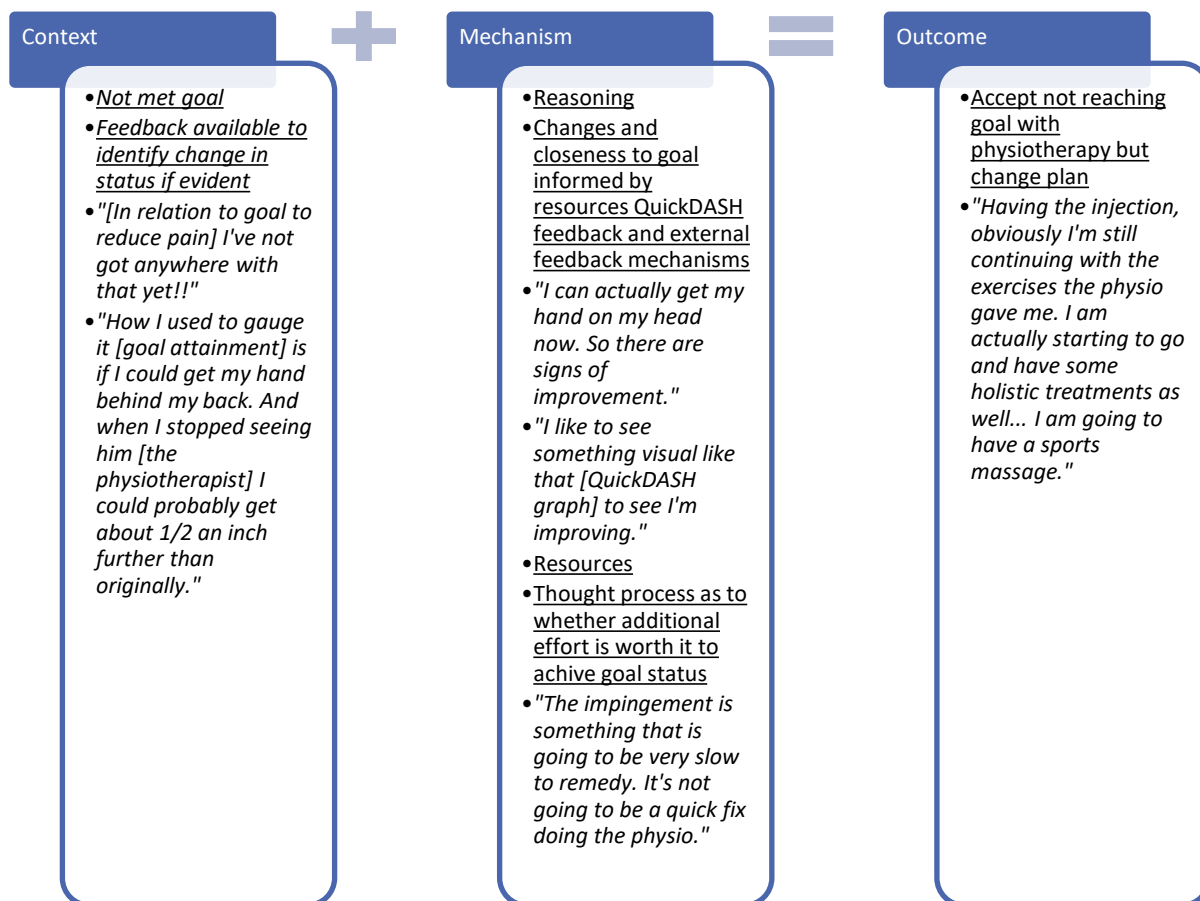 Context
•Not met goal
•Feedback available to
identify change in
status if evident
•"[In relation to goal to
reduce pain] I've not
got anywhere with
that yet!!"
•"How I used to gauge
it [goal attainment] is
if I could get my hand
behind my back. And
when I stopped seeing
him [the
physiotherapist] I
could probably get
about 1/2 an inch
further than
originally."
Mechanism
•Reasoning
•Changes and
closeness to goal
informed by
resources QuickDASH
feedback and external
feedback mechanisms
•"I can actually get my
hand on my head
now. So there are
signs of
improvement."
•"I like to see
something visual like
that [QuickDASH
graph] to see I'm
improving."
•Resources
•Thought process as to
whether additional
effort is worth it to
achive goal status
•"The impingement is
something that is
going to be very slow
to remedy. It's not
going to be a quick fix
doing the physio."
Outcome
•Accept not reaching
goal with
physiotherapy but
change plan
•"Having the injection,
obviously I'm still
continuing with the
exercises the physio
gave me. I am
actually starting to go
and have some
holistic treatments as
well... I am going to
have a sports
massage."